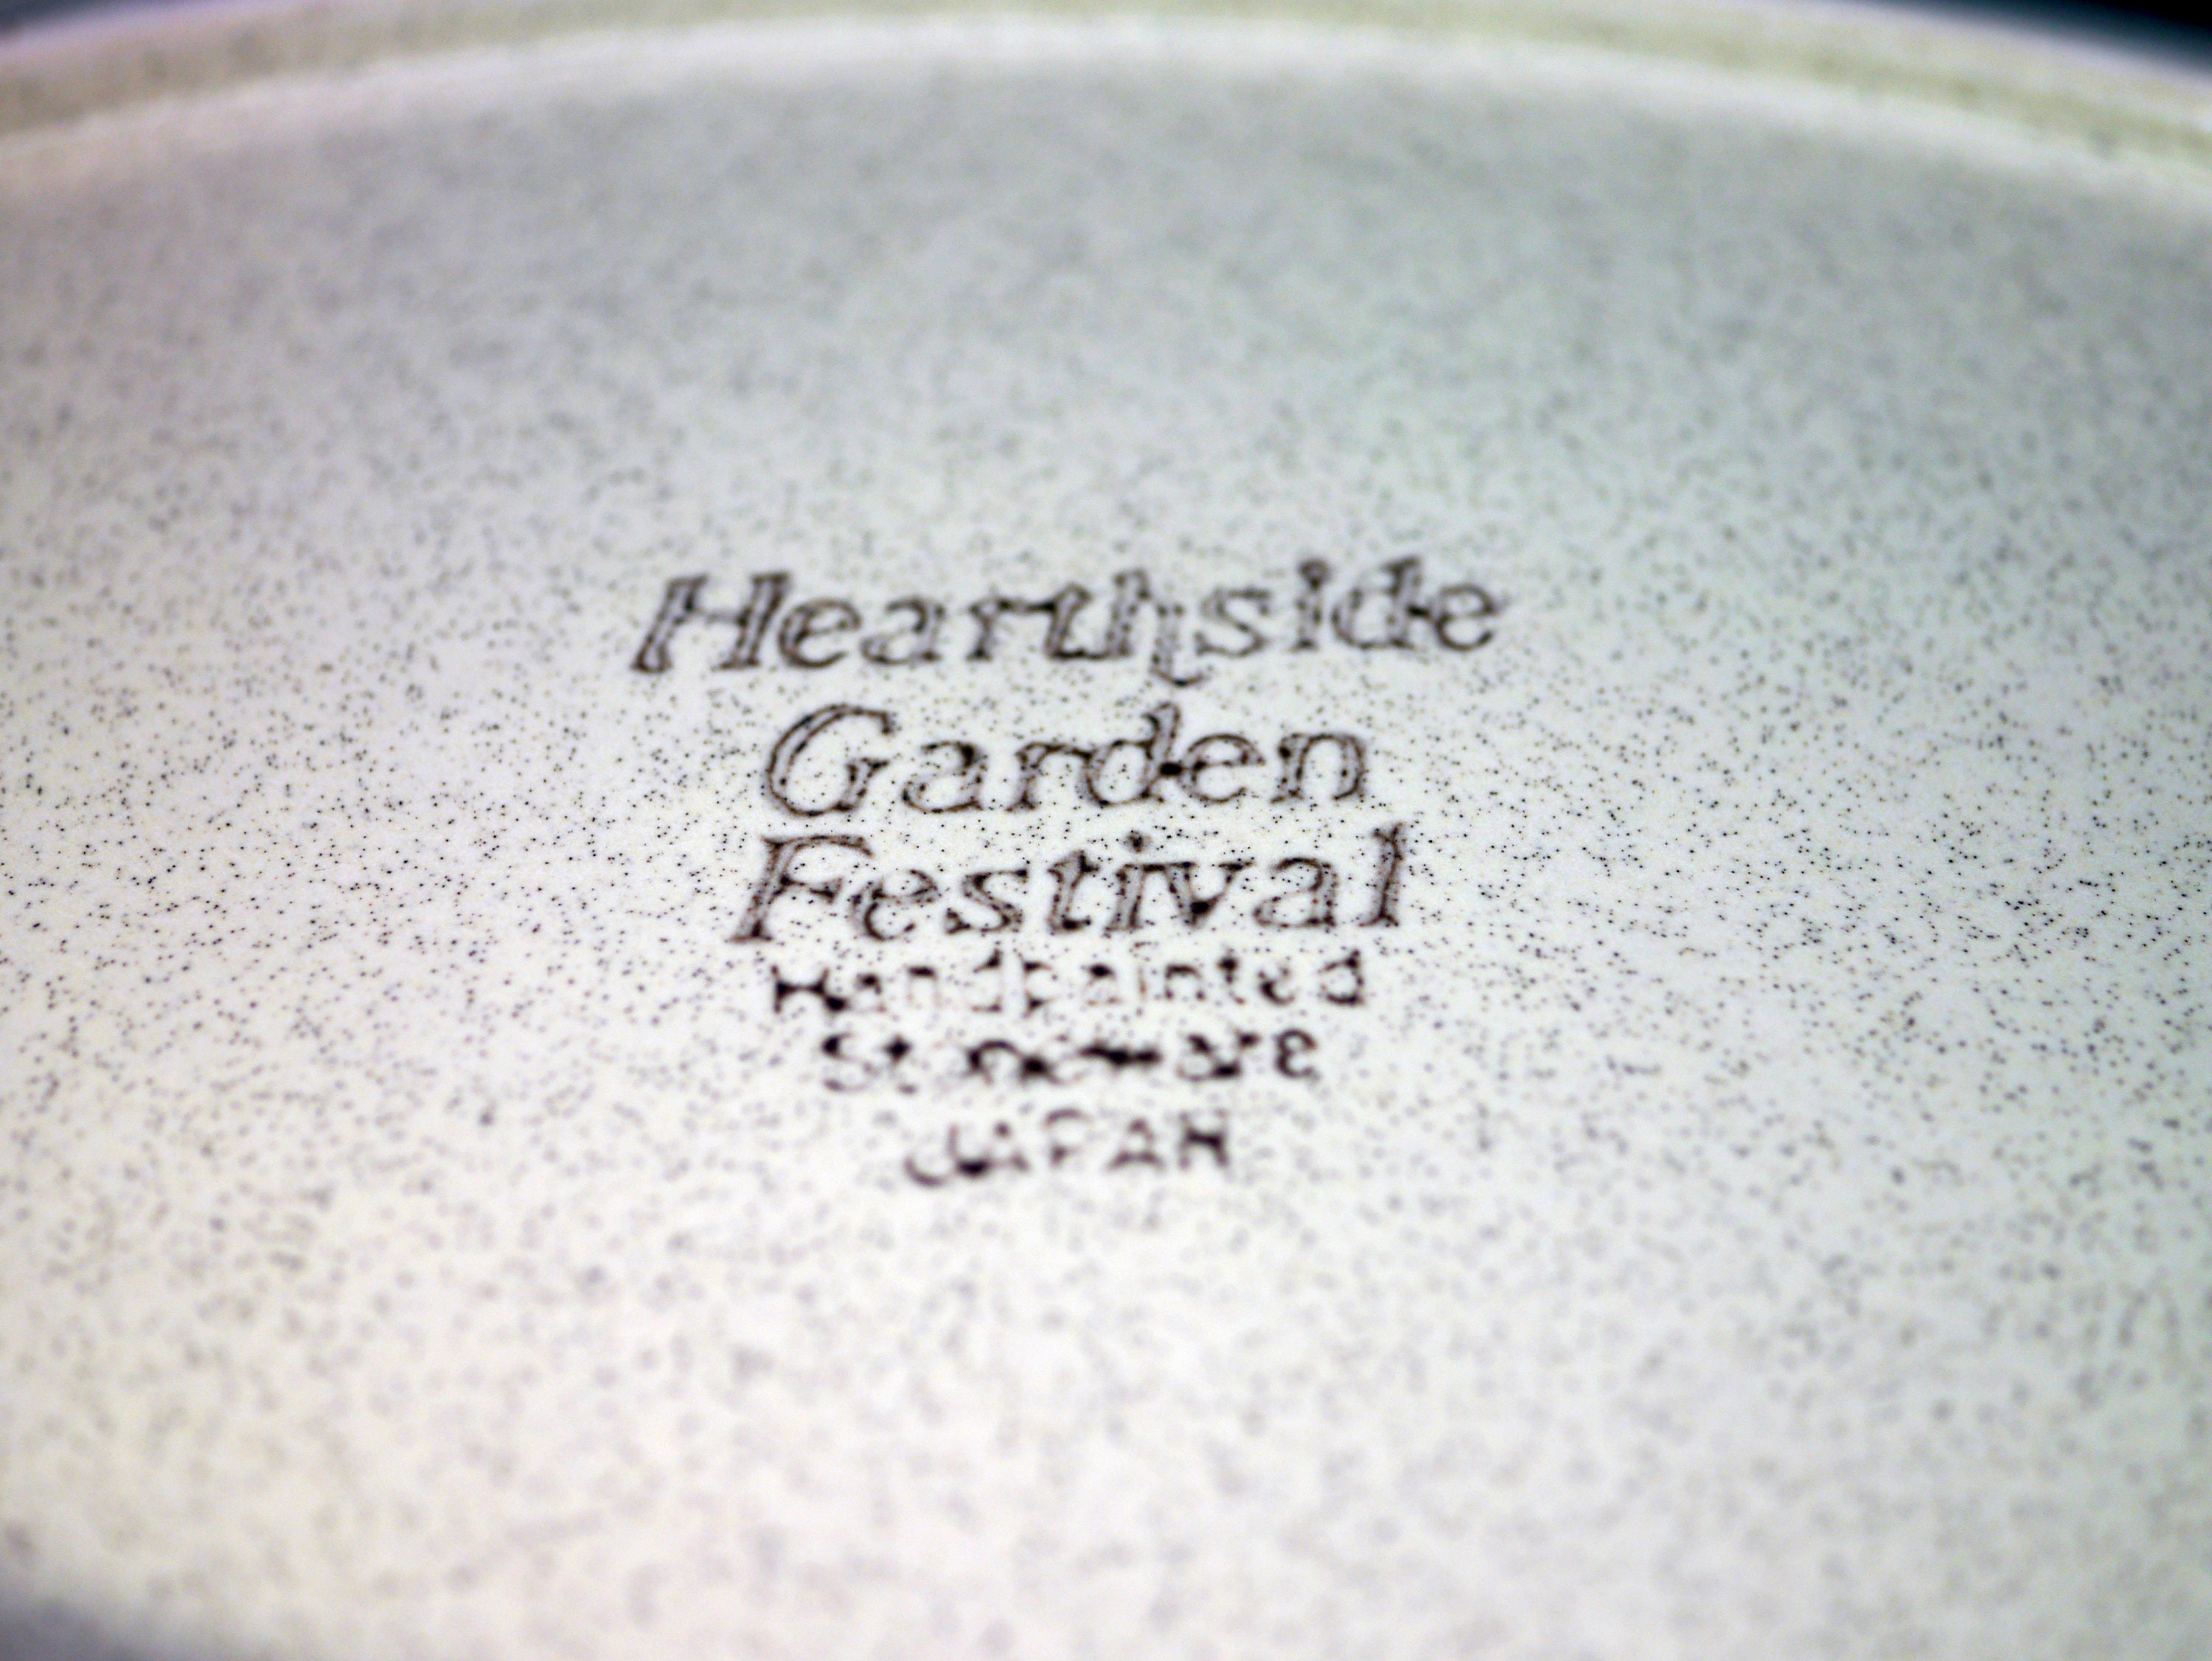 Hearthside
Garden
Festival
Handpainted
Stoneware
JAPAN